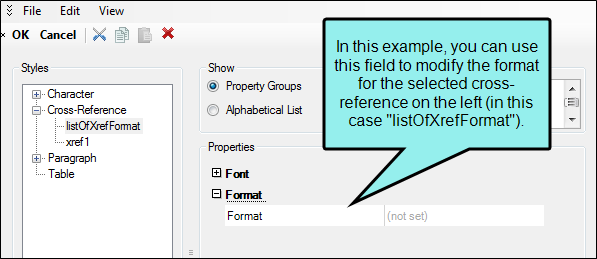 File Edit View
OK Cancel
Styles
Character
Cross-Reference
listOfXrefFormat
xref1
Paragraph
Table
Show
Property Groups
Alphabetical List
Properties
Font
Format
Format (not set)
In this example, you can use
this field to modify the format
for the selected cross-
reference on the left (in this
case "listOfXrefFormat").